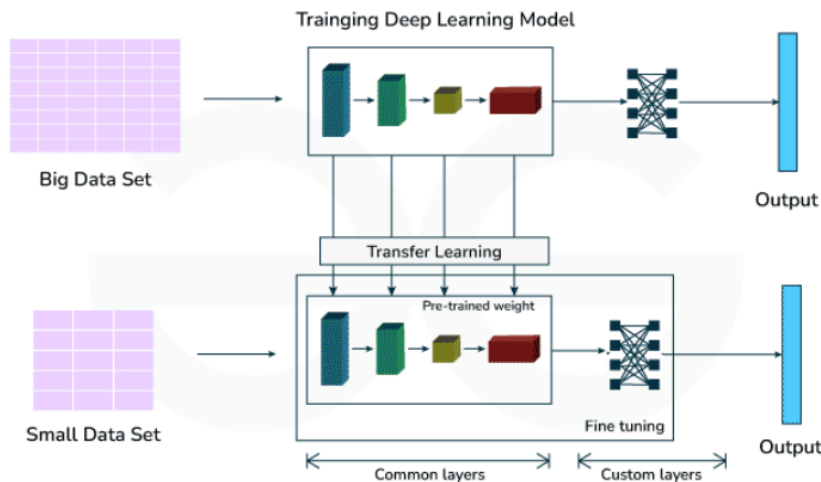 Trainging Deep Learning Model
Big Data Set
Output
Transfer Learning
Pre-trained weight
Small Data Set
Fine tuning
Output
Common layers
Custom layers